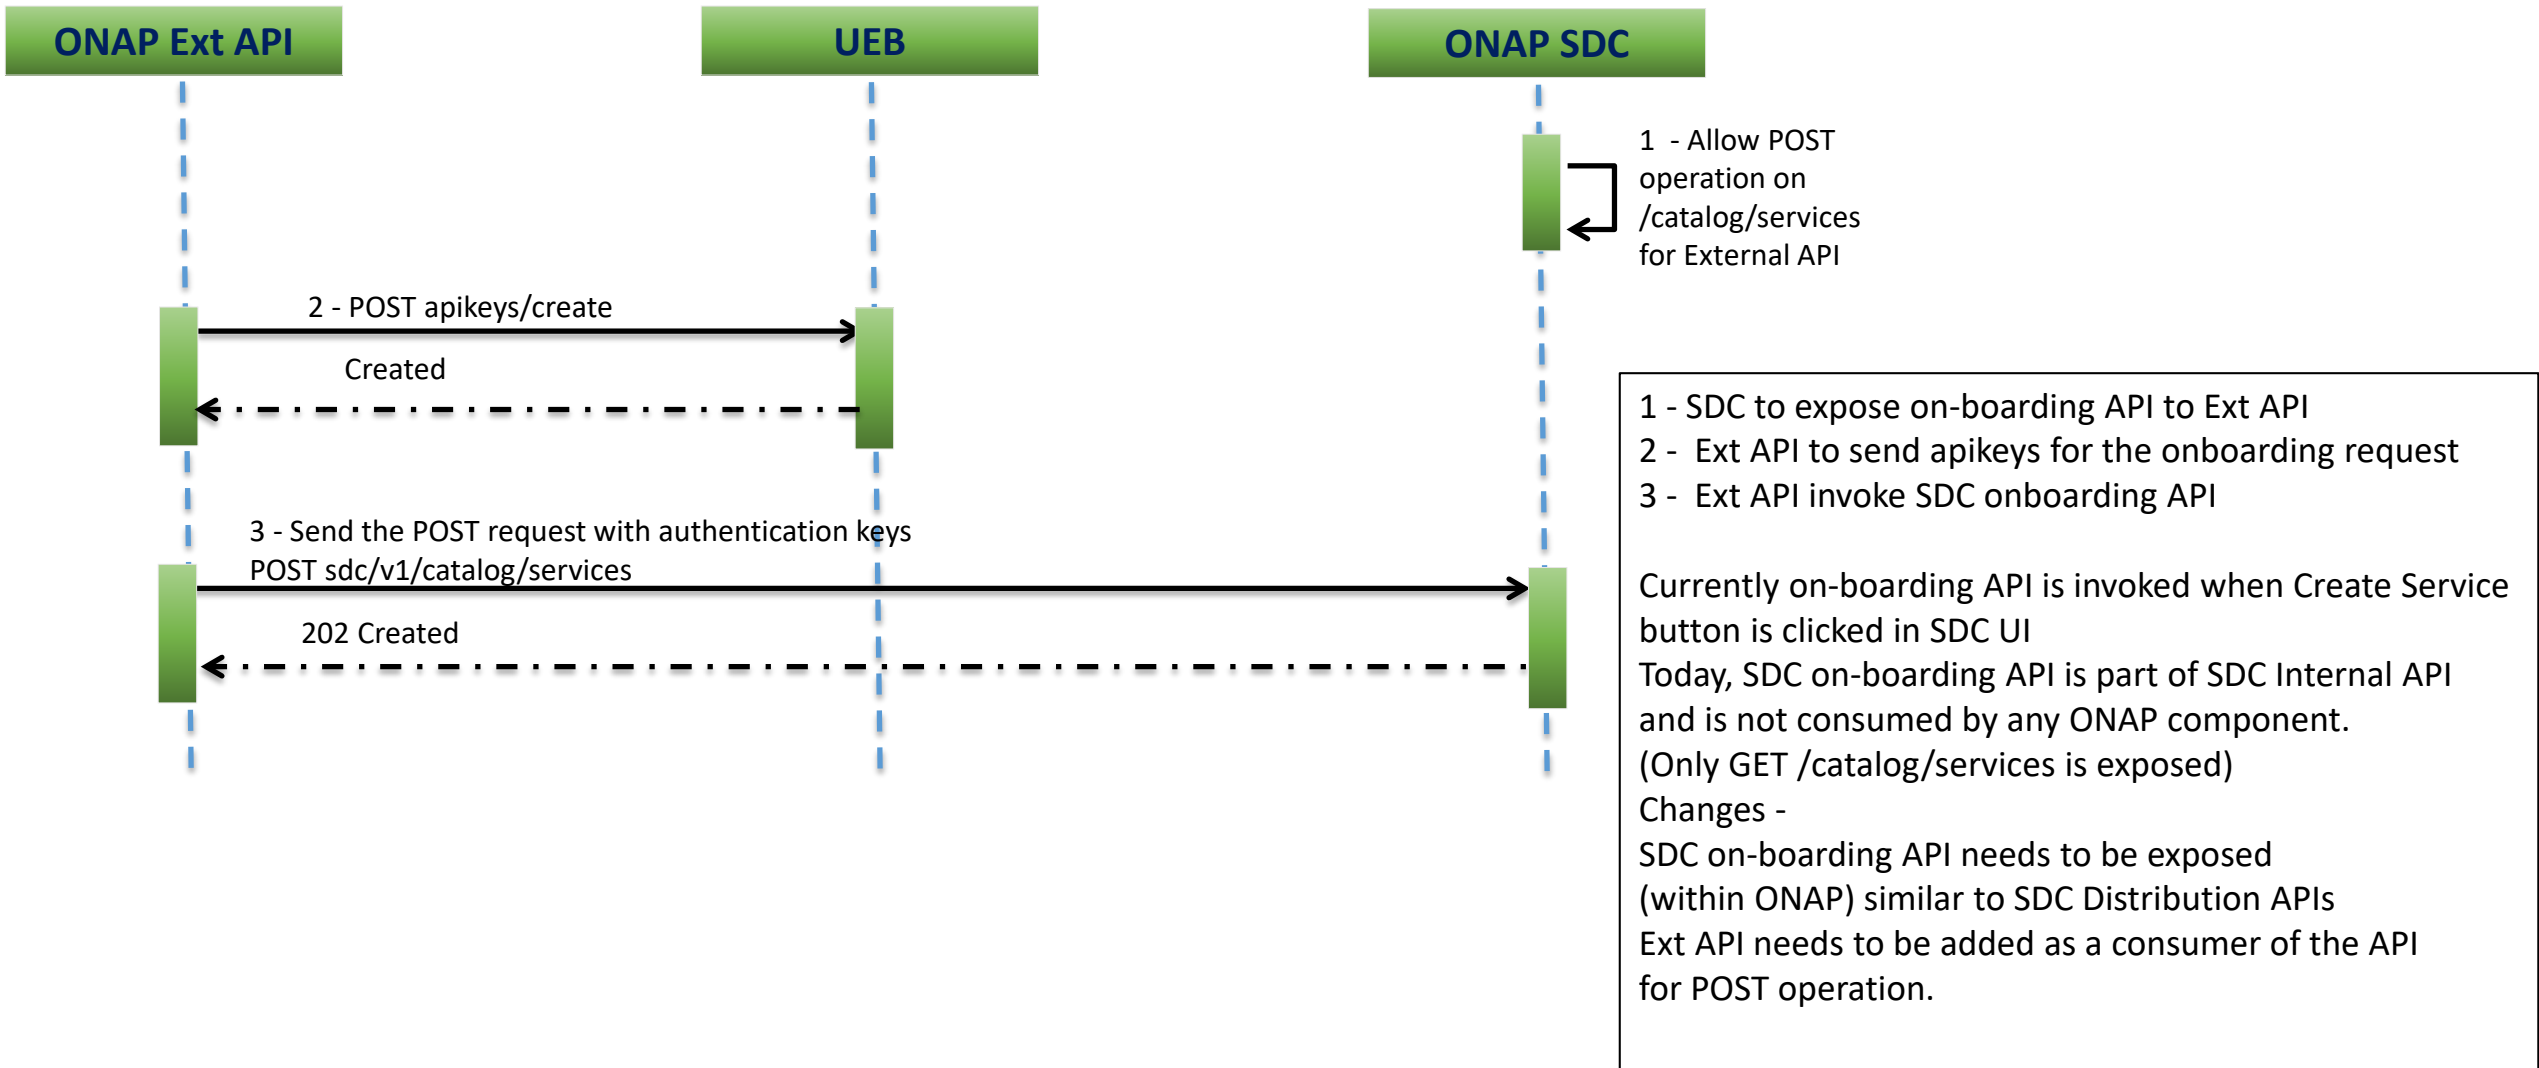 ONAP Ext API
UEB
ONAP SDC
1  - Allow POST
operation on
/catalog/services
for External API
2 - POST apikeys/create
Created
3 - Send the POST request with authentication keys
POST sdc/v1/catalog/services
202 Created
1 - SDC to expose on-boarding API to Ext API
2 -  Ext API to send apikeys for the onboarding request
3 -  Ext API invoke SDC onboarding API
Currently on-boarding API is invoked when Create Service
button is clicked in SDC UI
Today, SDC on-boarding API is part of SDC Internal API
and is not consumed by any ONAP component.
(Only GET /catalog/services is exposed)
Changes -
SDC on-boarding API needs to be exposed
(within ONAP) similar to SDC Distribution APIs
Ext API needs to be added as a consumer of the API
for POST operation.